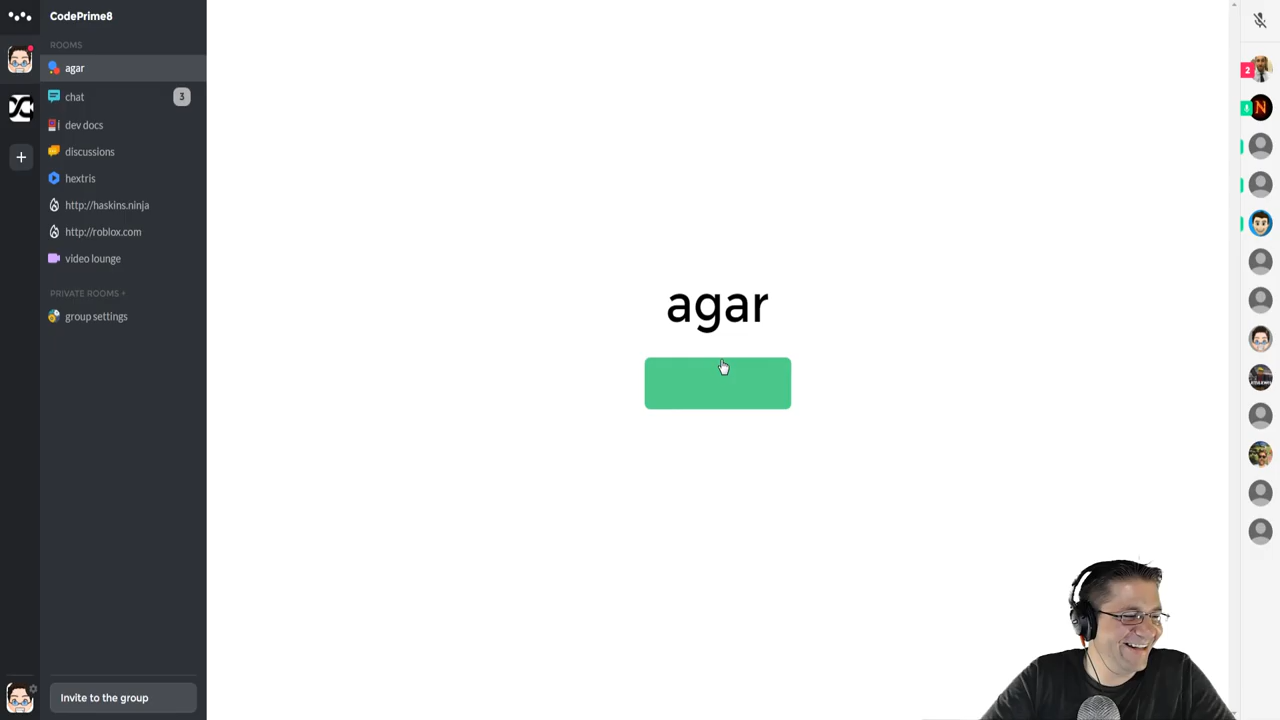 CodePrime8
ROOMS
agar
chat
3
dev docs
discussions
hextris
http://haskins.ninja
http://roblox.com
video lounge
PRIVATE ROOMS +
group settings
Invite to the group
agar
2
N